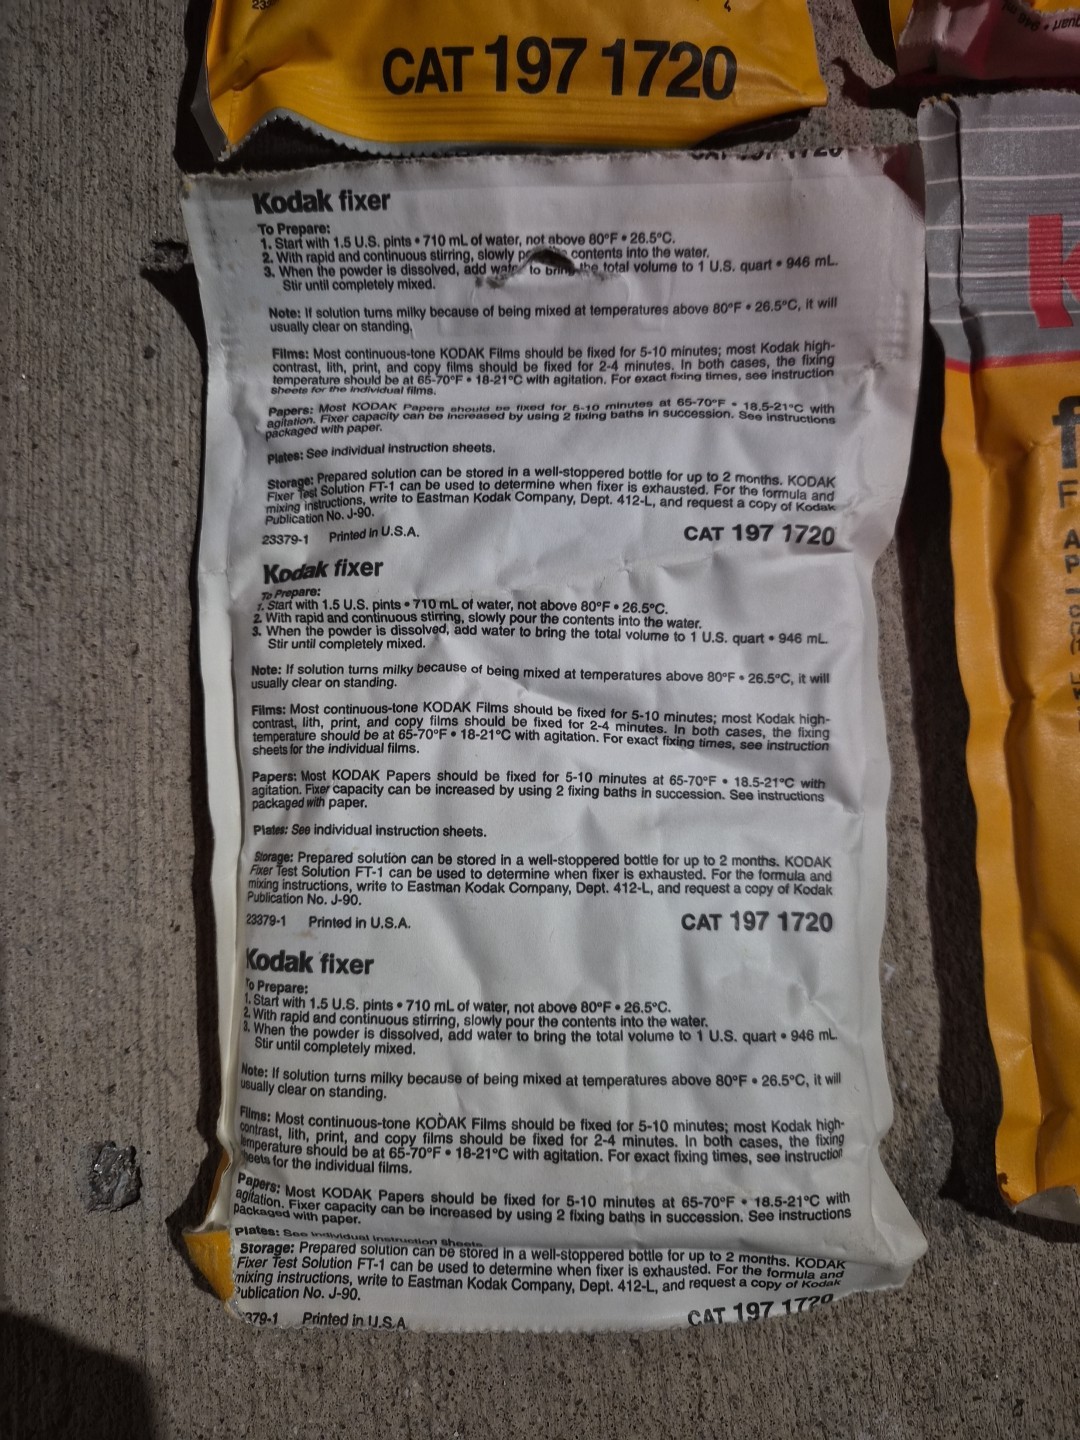 CAT 197 1720
Kodak fixer
To Prepare:
1. Start with 1.5 U.S. pints • 710 mL of water, not above 80°F • 26.5°C.
2. With rapid and continuous stirring, slowly contents into the water.
3. When the powder is dissolved, add to bring the total volume to 1 U.S. quart • 946 mL.
Stir until completely mixed.
Note: If solution turns milky because of being mixed at temperatures above 80°F • 26.5°C, it will
usually clear on standing.
Films: Most continuous-tone KODAK Films should be fixed for 5-10 minutes; most Kodak high-
contrast, lith, print, and copy films should be fixed for 2-4 minutes. In both cases, the fixing
temperature should be at 65-70°F • 18-21°C with agitation. For exact fixing times, see instruction
sheets for the individual films.
Papers: Most KODAK Papers should be fixed for 5-10 minutes at 65-70°F • 18.5-21°C with
agitation. Fixer capacity can be increased by using 2 fixing baths in succession. See instructions
packaged with paper.
Plates: See individual instruction sheets.
Storage: Prepared solution can be stored in a well-stoppered bottle for up to 2 months. KODAK
Fixer Test Solution FT-1 can be used to determine when fixer is exhausted. For the formula and
mixing instructions, write to Eastman Kodak Company, Dept. 412-L, and request a copy of Kodak
Publication No. J-90.
23379-1 Printed in U.S.A. CAT 197 1720
Kodak fixer
To Prepare:
1. Start with 1.5 U.S. pints • 710 mL of water, not above 80°F • 26.5°C.
2. With rapid and continuous stirring, slowly pour the contents into the water.
3. When the powder is dissolved, add water to bring the total volume to 1 U.S. quart • 946 mL.
Stir until completely mixed.
Note: If solution turns milky because of being mixed at temperatures above 80°F • 26.5°C, it will
usually clear on standing.
Films: Most continuous-tone KODAK Films should be fixed for 5-10 minutes; most Kodak high-
contrast, lith, print, and copy films should be fixed for 2-4 minutes. In both cases, the fixing
temperature should be at 65-70°F • 18-21°C with agitation. For exact fixing times, see instruction
sheets for the individual films.
Papers: Most KODAK Papers should be fixed for 5-10 minutes at 65-70°F • 18.5-21°C with
agitation. Fixer capacity can be increased by using 2 fixing baths in succession. See instructions
packaged with paper.
Plates: See individual instruction sheets.
Storage: Prepared solution can be stored in a well-stoppered bottle for up to 2 months. KODAK
Fixer Test Solution FT-1 can be used to determine when fixer is exhausted. For the formula and
mixing instructions, write to Eastman Kodak Company, Dept. 412-L, and request a copy of Kodak
Publication No. J-90.
23379-1 Printed in U.S.A. CAT 197 1720
Kodak fixer
To Prepare:
1. Start with 1.5 U.S. pints • 710 mL of water, not above 80°F • 26.5°C.
2. With rapid and continuous stirring, slowly pour the contents into the water.
3. When the powder is dissolved, add water to bring the total volume to 1 U.S. quart • 946 mL.
Stir until completely mixed.
Note: If solution turns milky because of being mixed at temperatures above 80°F • 26.5°C, it will
usually clear on standing.
Films: Most continuous-tone KODAK Films should be fixed for 5-10 minutes; most Kodak high-
contrast, lith, print, and copy films should be fixed for 2-4 minutes. In both cases, the fixing
temperature should be at 65-70°F • 18-21°C with agitation. For exact fixing times, see instruction
sheets for the individual films.
Papers: Most KODAK Papers should be fixed for 5-10 minutes at 65-70°F • 18.5-21°C with
agitation. Fixer capacity can be increased by using 2 fixing baths in succession. See instructions
packaged with paper.
Plates: See individual instruction sheets.
Storage: Prepared solution can be stored in a well-stoppered bottle for up to 2 months. KODAK
Fixer Test Solution FT-1 can be used to determine when fixer is exhausted. For the formula and
mixing instructions, write to Eastman Kodak Company, Dept. 412-L, and request a copy of Kodak
Publication No. J-90.
379-1 Printed in U.S.A. CAT 197 1720